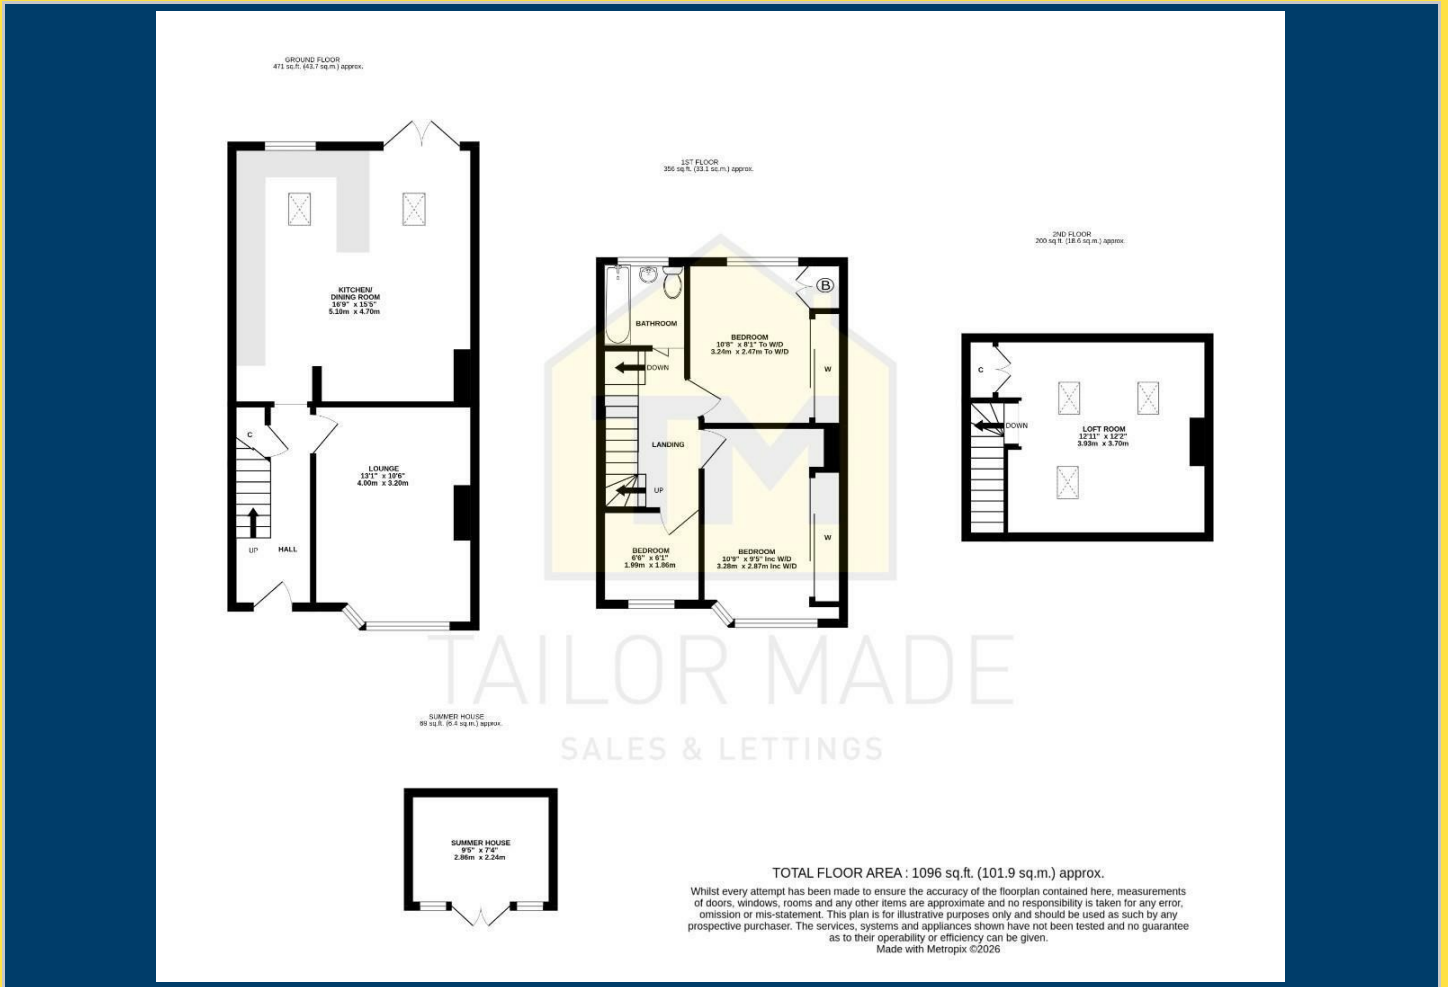 GROUND FLOOR
471 sq.ft. (43.7 sq.m.) approx.
KITCHEN/
DINING ROOM
16'9" x 15'5"
5.10m x 4.70m
C
LOUNGE
13'1" x 10'6"
4.00m x 3.20m
UP
HALL
1ST FLOOR
356 sq.ft. (33.1 sq.m.) approx.
BATHROOM
B
BEDROOM
10'8" x 8'1" To W/D
3.24m x 2.47m To W/D
DOWN
W
LANDING
UP
BEDROOM
6'6" x 6'1"
1.99m x 1.86m
BEDROOM
10'9" x 9'5" Inc W/D
3.28m x 2.87m Inc W/D
W
2ND FLOOR
200 sq.ft. (18.6 sq.m.) approx.
C
DOWN
LOFT ROOM
12'11" x 12'2"
3.93m x 3.70m
TM
TAILOR MADE
SALES & LETTINGS
SUMMER HOUSE
69 sq.ft. (6.4 sq.m.) approx.
SUMMER HOUSE
9'5" x 7'4"
2.86m x 2.24m
TOTAL FLOOR AREA : 1096 sq.ft. (101.9 sq.m.) approx.
Whilst every attempt has been made to ensure the accuracy of the floorplan contained here, measurements
of doors, windows, rooms and any other items are approximate and no responsibility is taken for any error,
omission or mis-statement. This plan is for illustrative purposes only and should be used as such by any
prospective purchaser. The services, systems and appliances shown have not been tested and no guarantee
as to their operability or efficiency can be given.
Made with Metropix ©2026